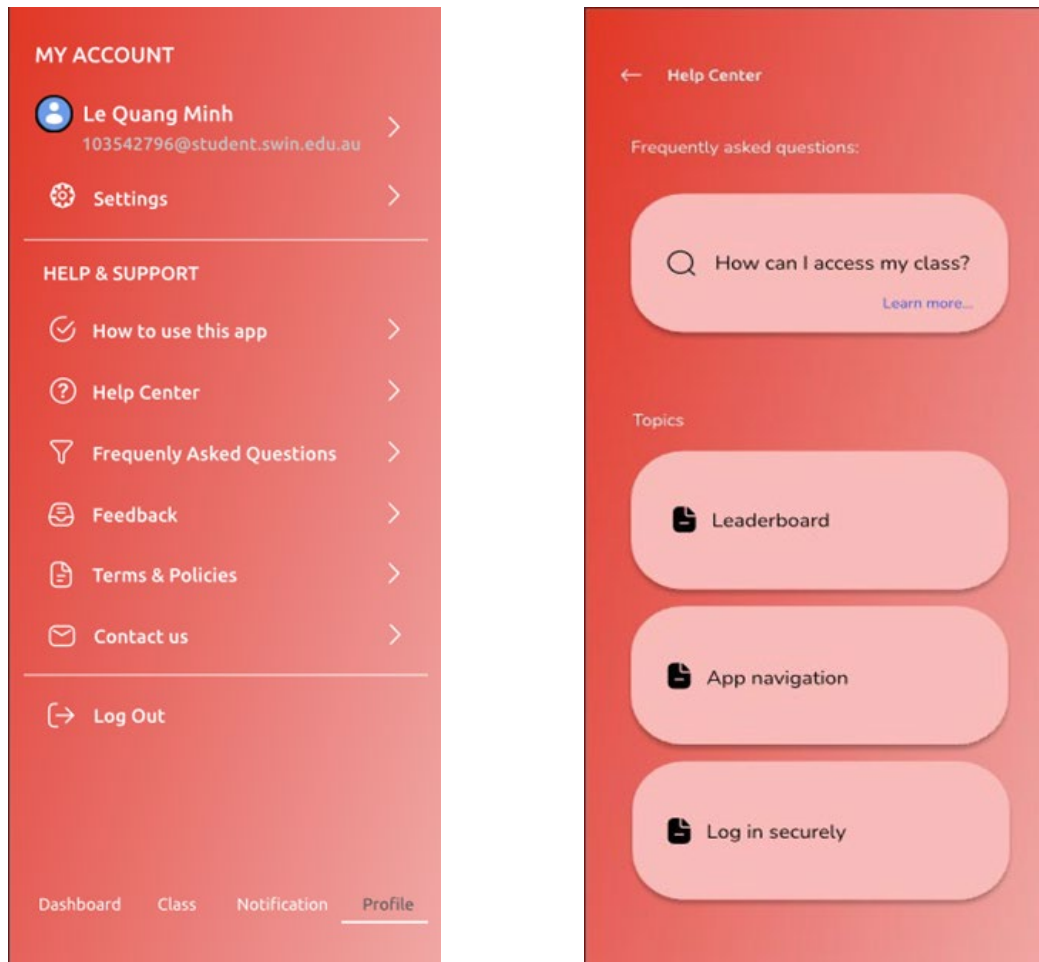 MY ACCOUNT
Le Quang Minh
103542796@student.swin.edu.au
Settings
HELP & SUPPORT
How to use this app
Help Center
Frequenly Asked Questions
Feedback
Terms & Policies
Contact us
Log Out
Dashboard Class Notification Profile
Help Center
Frequently asked questions:
How can I access my class?
Learn more...
Topics
Leaderboard
App navigation
Log in securely